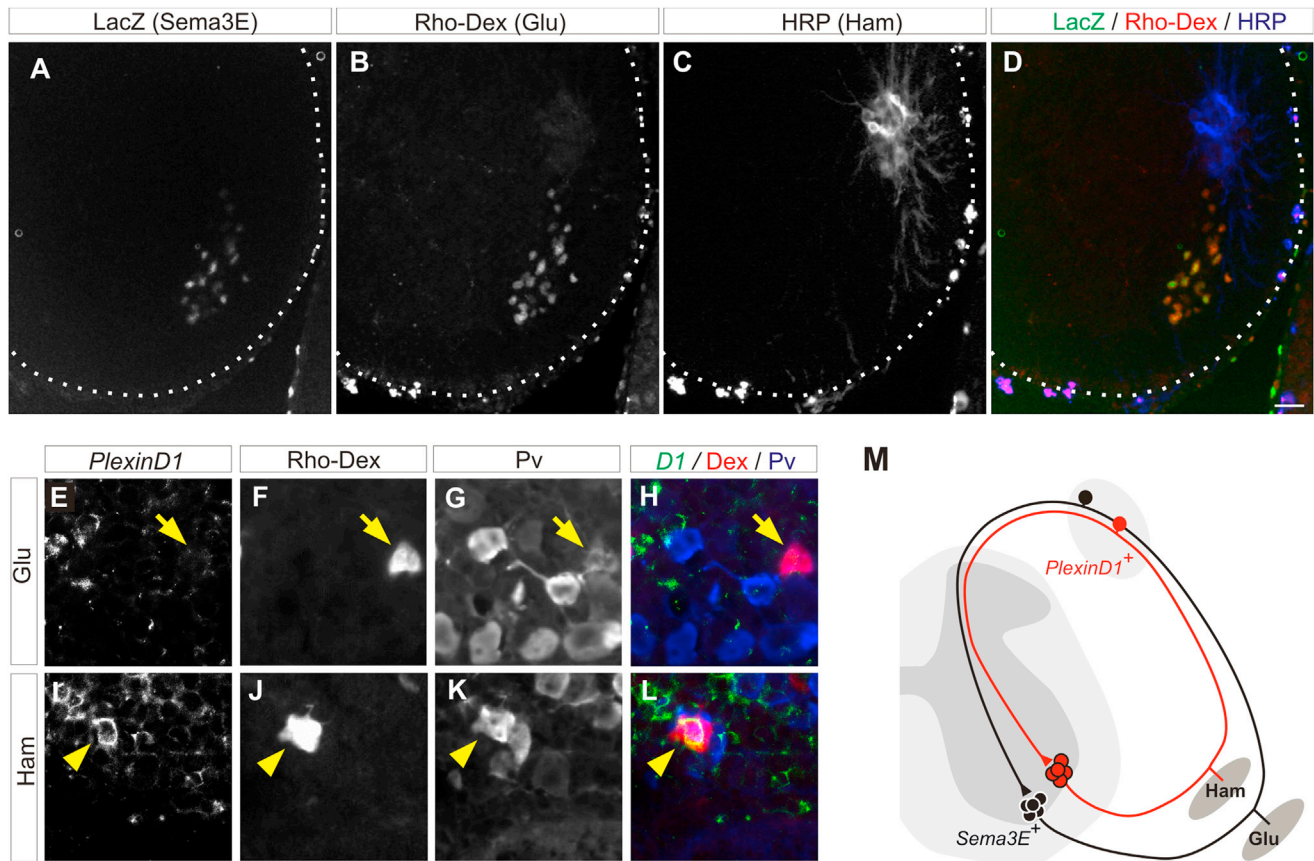 LacZ (Sema3E)
Rho-Dex (Glu)
HRP (Ham)
LacZ / Rho-Dex / HRP
A
B
C
D
PlexinD1
Rho-Dex
Pv
D1 / Dex / Pv
M
Glu
E
F
G
H
Ham
I
J
K
L
PlexinD1+
Ham
Sema3E+
Glu